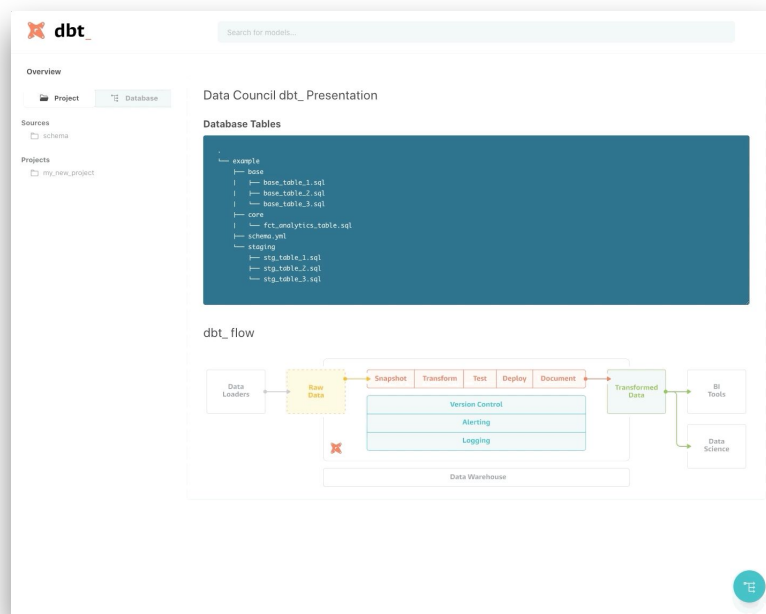 dbt_
Search for models...
Overview
Project
Database
Sources
schema
Projects
my_new_project
Data Council dbt_ Presentation
Database Tables
.
└── example
    ├── base
    |   ├── base_table_1.sql
    |   ├── base_table_2.sql
    |   └── base_table_3.sql
    ├── core
    |   └── fct_analytics_table.sql
    ├── schema.yml
    └── staging
        ├── stg_table_1.sql
        ├── stg_table_2.sql
        └── stg_table_3.sql
dbt_ flow
Data
Loaders
Raw
Data
Snapshot
Transform
Test
Deploy
Document
Version Control
Alerting
Logging
Transformed
Data
BI
Tools
Data
Science
Data Warehouse